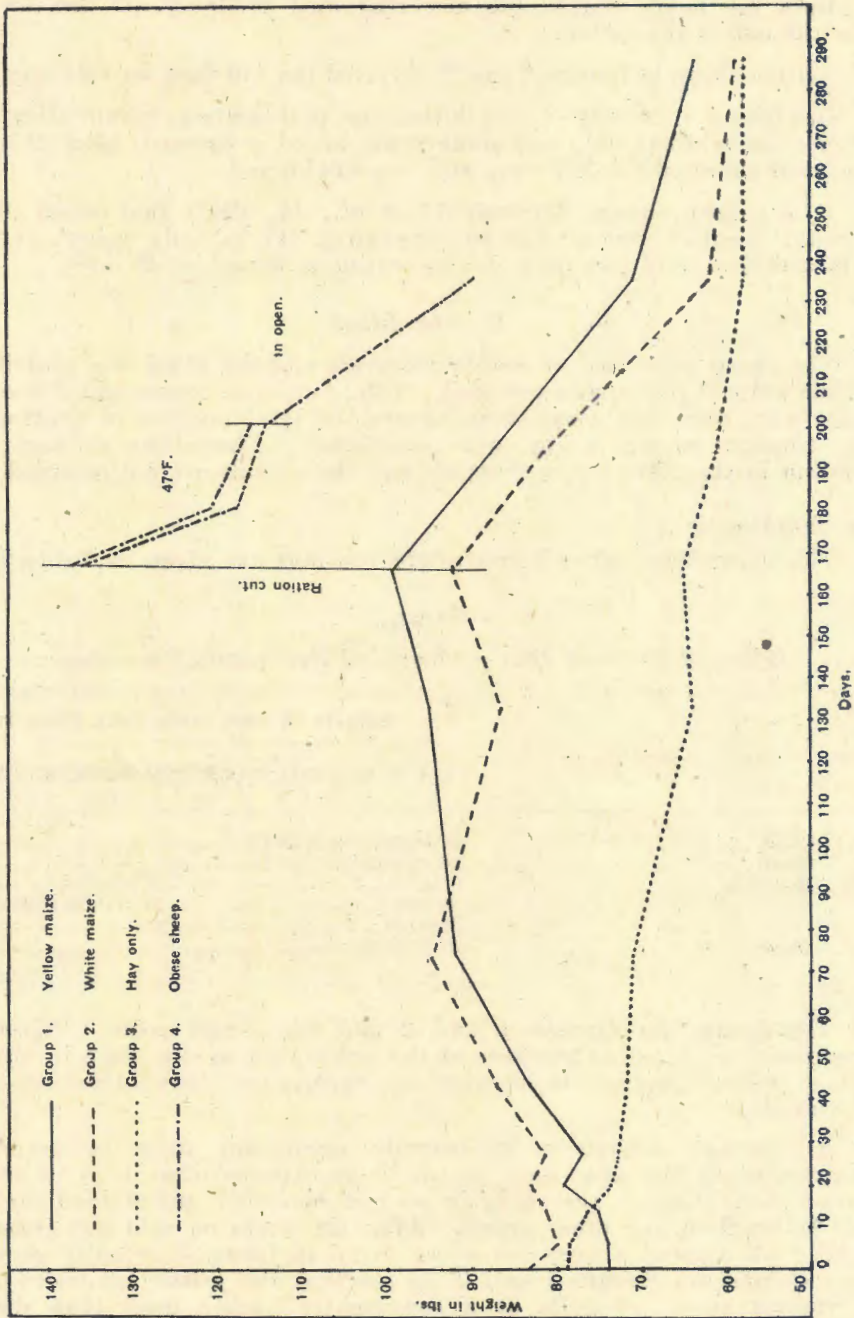 Group 1. Yellow maize.
Group 2. White maize.
Group 3. Hay only.
Group 4. Obese sheep.
47°F.
in open.
Ration cut.
Weight in lbs.
140
130
120
110
100
90
80
70
60
50
0 10 20 30 40 50 60 70 80 90 100 110 120 130 140 150 160 170 180 190 200 210 220 230 240 250 260 270 280 290.
Days.